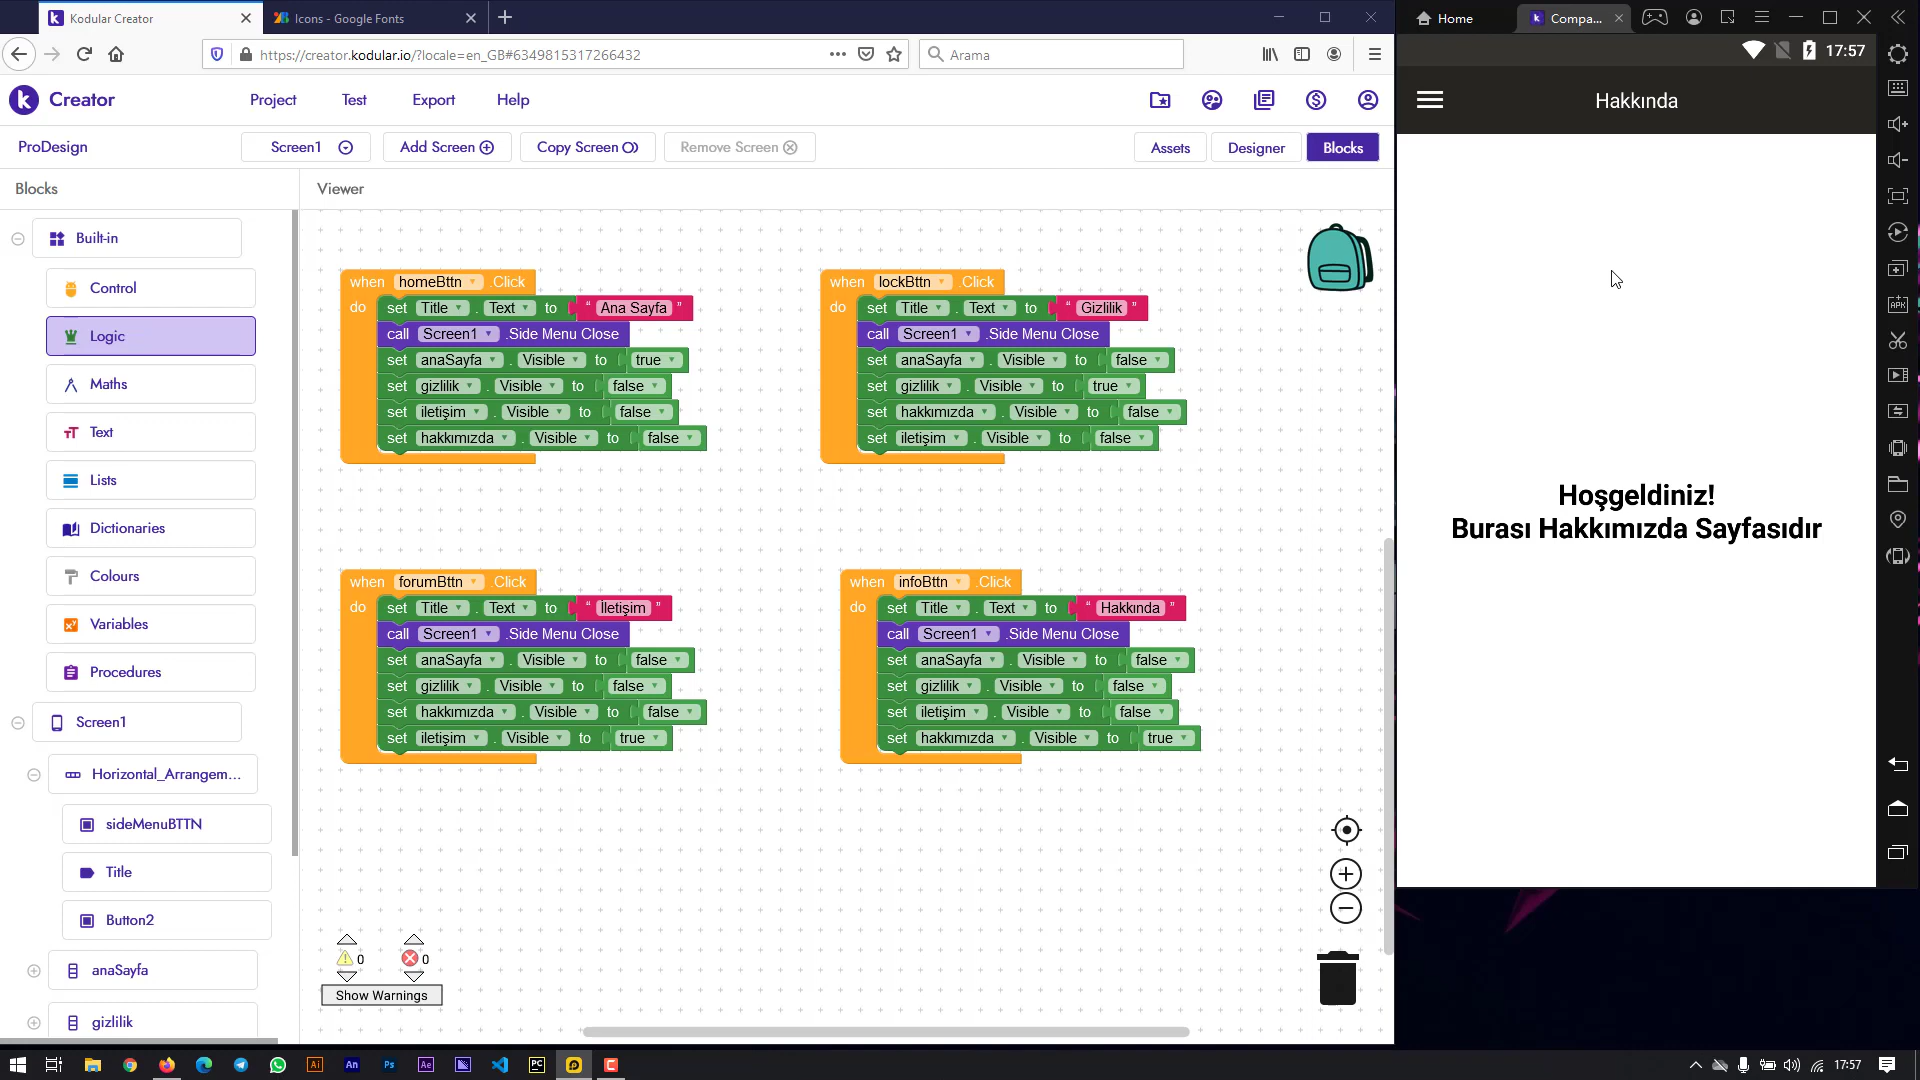 Kodular Creator
Icons - Google Fonts
Home
Compa...
https://creator.kodular.io/?locale=en_GB#6349815317266432
Arama
17:57
Creator
Project
Test
Export
Help
Hakkında
ProDesign
Screen1
Add Screen
Copy Screen
Remove Screen
Assets
Designer
Blocks
Blocks
Viewer
Built-in
Control
Logic
Maths
Text
Lists
Dictionaries
Colours
Variables
Procedures
Screen1
Horizontal_Arrangem...
sideMenuBTTN
Title
Button2
anaSayfa
gizlilik
when homeBttn .Click
do set Title . Text to “ Ana Sayfa ”
call Screen1 .Side Menu Close
set anaSayfa . Visible to true
set gizlilik . Visible to false
set iletişim . Visible to false
set hakkımızda . Visible to false
when lockBttn .Click
do set Title . Text to “ Gizlilik ”
call Screen1 .Side Menu Close
set anaSayfa . Visible to false
set gizlilik . Visible to true
set hakkımızda . Visible to false
set iletişim . Visible to false
when forumBttn .Click
do set Title . Text to “ İletişim ”
call Screen1 .Side Menu Close
set anaSayfa . Visible to false
set gizlilik . Visible to false
set hakkımızda . Visible to false
set iletişim . Visible to true
when infoBttn .Click
do set Title . Text to “ Hakkında ”
call Screen1 .Side Menu Close
set anaSayfa . Visible to false
set gizlilik . Visible to false
set iletişim . Visible to false
set hakkımızda . Visible to true
0
0
Show Warnings
Hoşgeldiniz!
Burası Hakkımızda Sayfasıdır
APK
Ai
An
Ps
Ae
PC
17:57